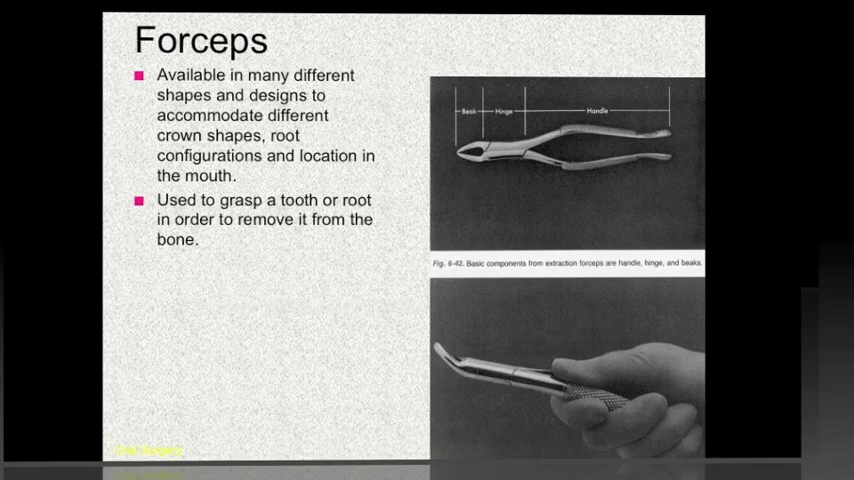 Forceps
Available in many different
shapes and designs to
accommodate different
crown shapes, root
configurations and location in
the mouth.
Used to grasp a tooth or root
in order to remove it from the
bone.
Beak Hinge Handle
Fig. 6-42. Basic components from extraction forceps are handle, hinge, and beaks.
Oral Surgery